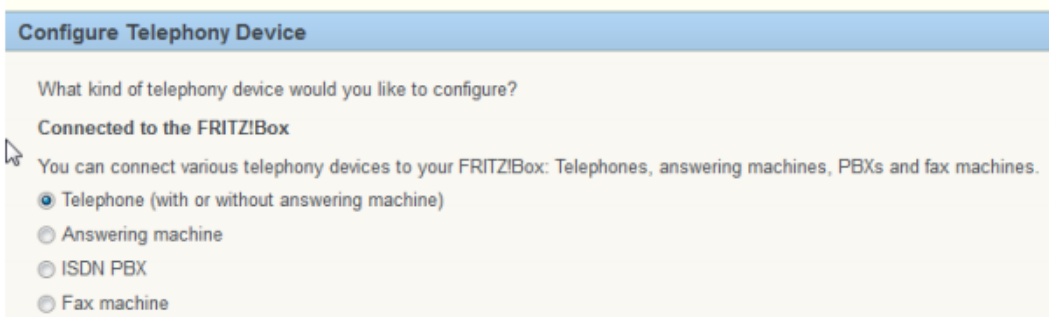 Configure Telephony Device
What kind of telephony device would you like to configure?
Connected to the FRITZ!Box
You can connect various telephony devices to your FRITZ!Box: Telephones, answering machines, PBXs and fax machines.
Telephone (with or without answering machine)
Answering machine
ISDN PBX
Fax machine